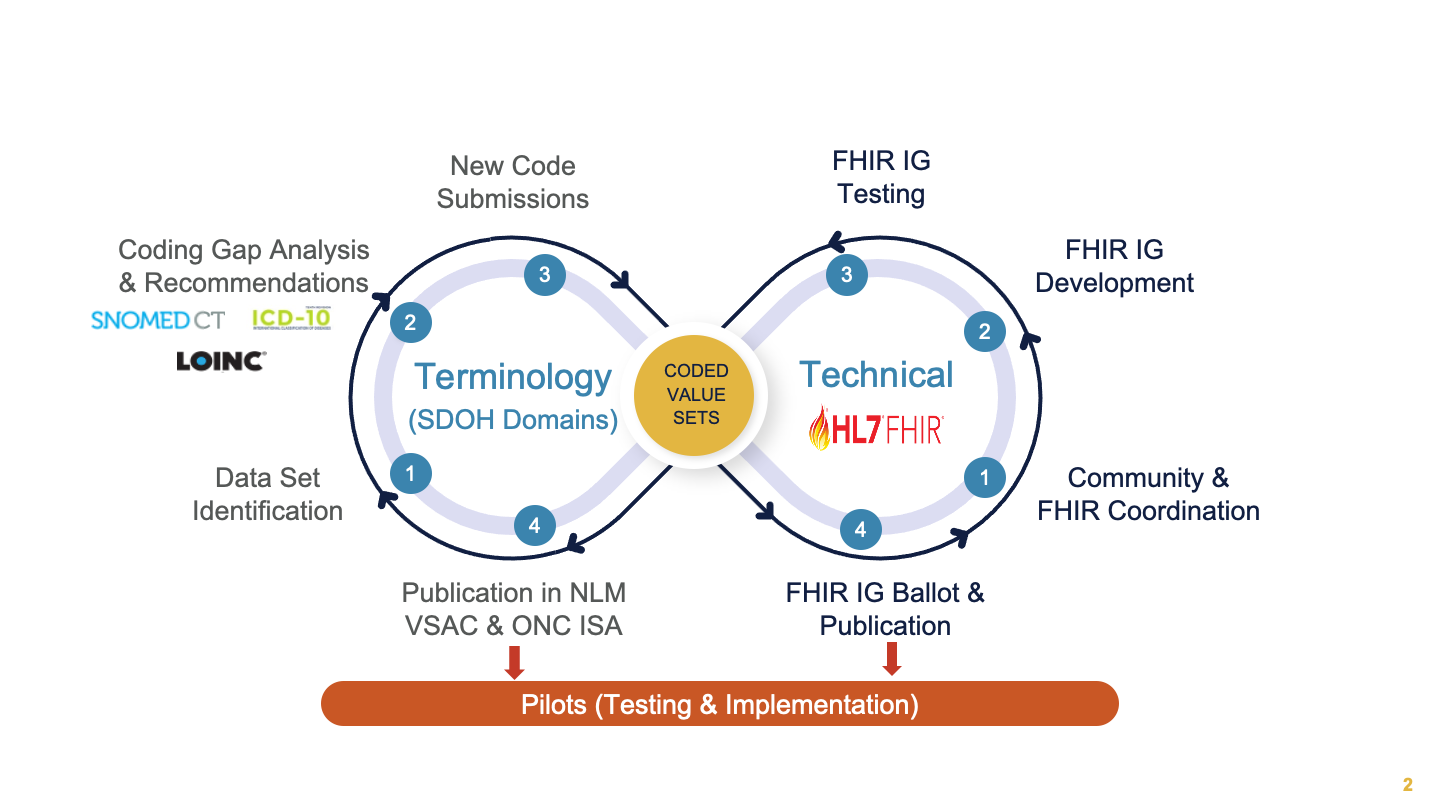 New Code
Submissions
FHIR IG
Testing
Coding Gap Analysis
& Recommendations
SNOMED CT
ICD-10
LOINC®
FHIR IG
Development
3
3
2
2
Terminology
(SDOH Domains)
CODED
VALUE
SETS
Technical
HL7 FHIR®
1
1
Data Set
Identification
Community &
FHIR Coordination
4
4
Publication in NLM
VSAC & ONC ISA
FHIR IG Ballot &
Publication
Pilots (Testing & Implementation)
2